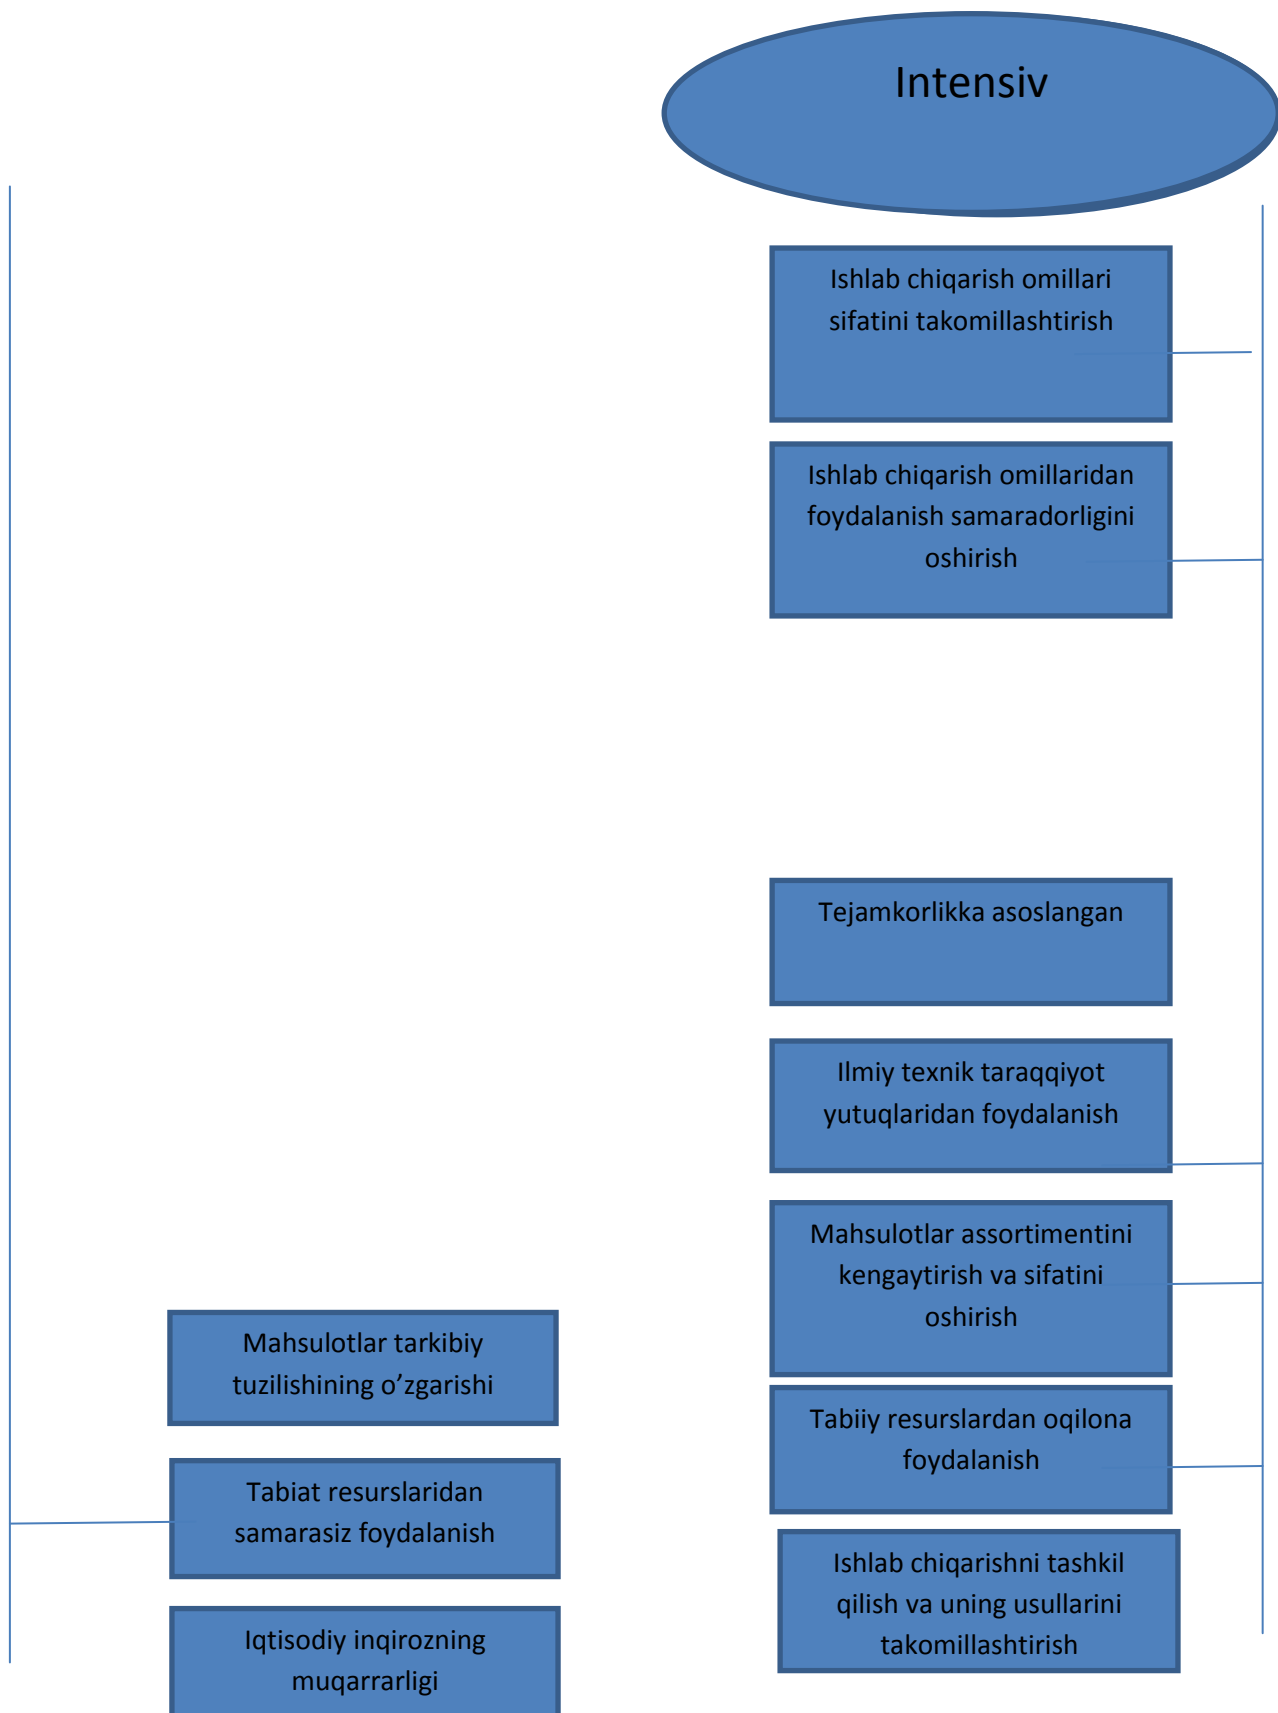 Intensiv
Ishlab chiqarish omillari
sifatini takomillashtirish
Ishlab chiqarish omillaridan
foydalanish samaradorligini
oshirish
Tejamkorlikka asoslangan
Ilmiy texnik taraqqiyot
yutuqlaridan foydalanish
Mahsulotlar assortimentini
kengaytirish va sifatini
oshirish
Mahsulotlar tarkibiy
tuzilishining o’zgarishi
Tabiiy resurslardan oqilona
foydalanish
Tabiat resurslaridan
samarasiz foydalanish
Ishlab chiqarishni tashkil
qilish va uning usullarini
takomillashtirish
Iqtisodiy inqirozning
muqarrarligi